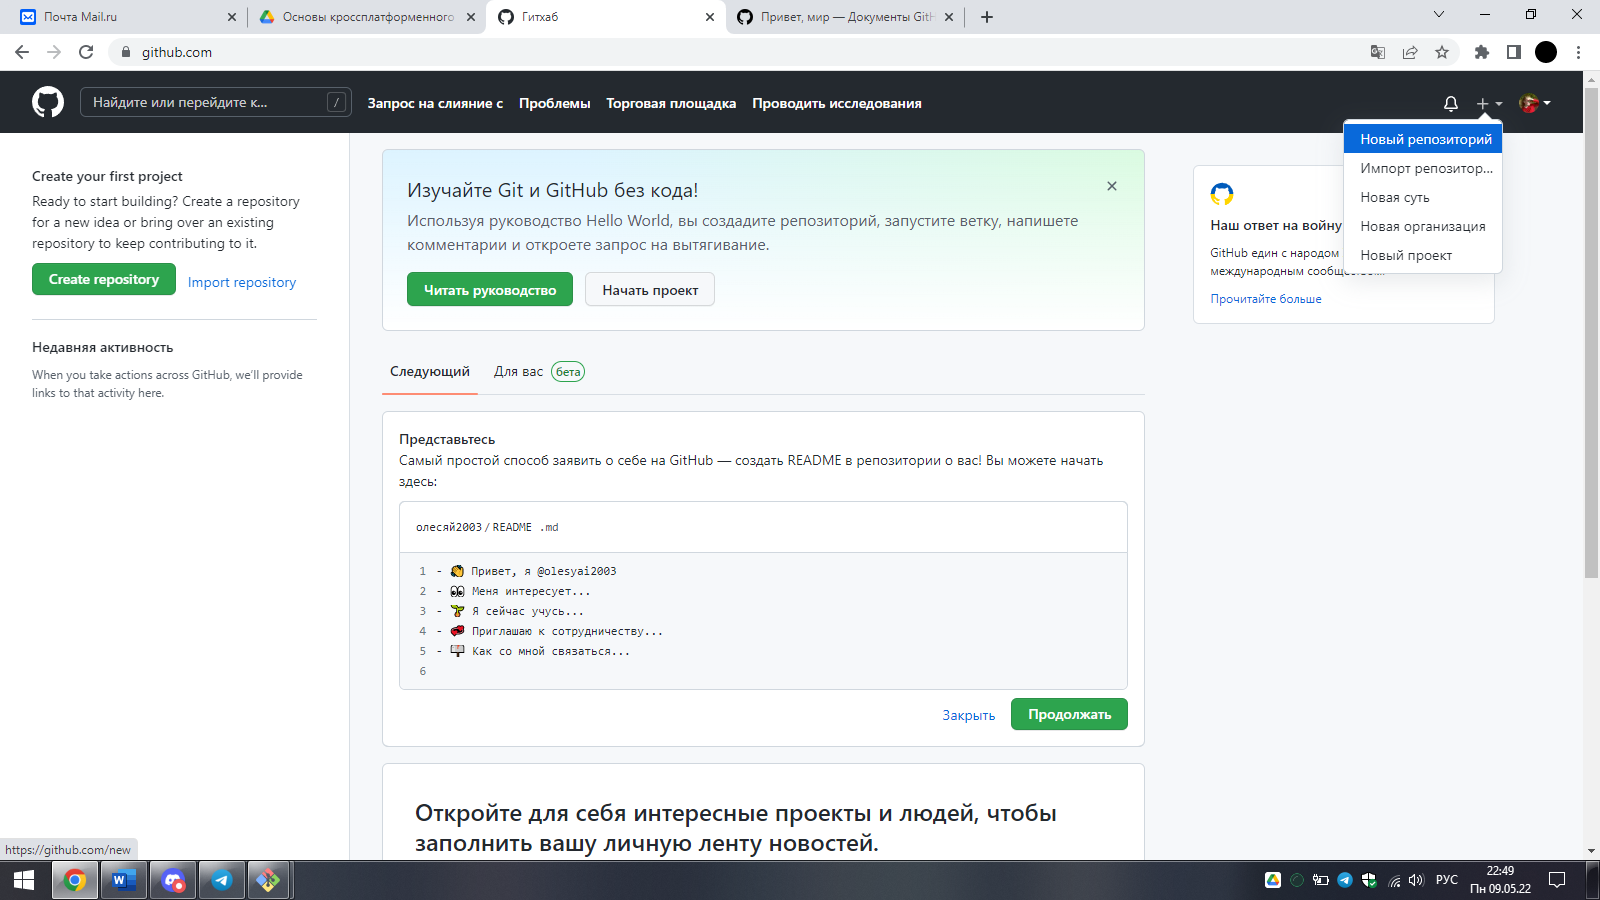 Почта Mail.ru
Основы кроссплатформенного
Гитхаб
Привет, мир — Документы GitH
github.com
Найдите или перейдите к... /
Запрос на слияние с Проблемы Торговая площадка Проводить исследования
Новый репозиторий
Импорт репозитор...
Новая суть
Новая организация
Новый проект
Create your first project
Ready to start building? Create a repository
for a new idea or bring over an existing
repository to keep contributing to it.
Create repository Import repository
Недавняя активность
When you take actions across GitHub, we'll provide
links to that activity here.
Изучайте Git и GitHub без кода!
Используя руководство Hello World, вы создадите репозиторий, запустите ветку, напишете
комментарии и откроете запрос на вытягивание.
Читать руководство Начать проект
Следующий Для вас бета
Представьтесь
Самый простой способ заявить о себе на GitHub — создать README в репозитории о вас! Вы можете начать
здесь:
олесяй2003 / README .md
1 - Привет, я @olesyai2003
2 - Меня интересует...
3 - Я сейчас учусь...
4 - Приглашаю к сотрудничеству...
5 - Как со мной связаться...
6
Закрыть Продолжать
Откройте для себя интересные проекты и людей, чтобы
заполнить вашу личную ленту новостей.
Наш ответ на войну
GitHub един с народом
международным сообщес
Прочитайте больше
https://github.com/new
РУС
22:49
Пн 09.05.22